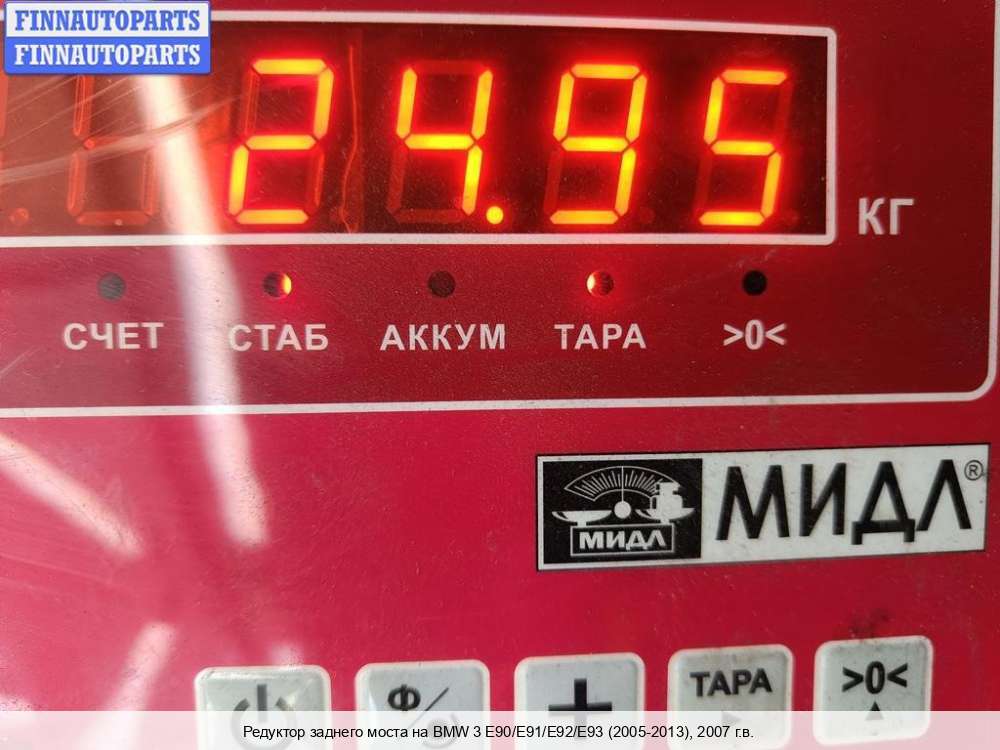 FINNAUTOPARTS
FINNAUTOPARTS
24.95
КГ
СЧЕТ СТАБ АККУМ ТАРА >0<
МИДЛ МИДЛ®
Ф/ + ТАРА >0<
Редуктор заднего моста на BMW 3 E90/E91/E92/E93 (2005-2013), 2007 г.в.